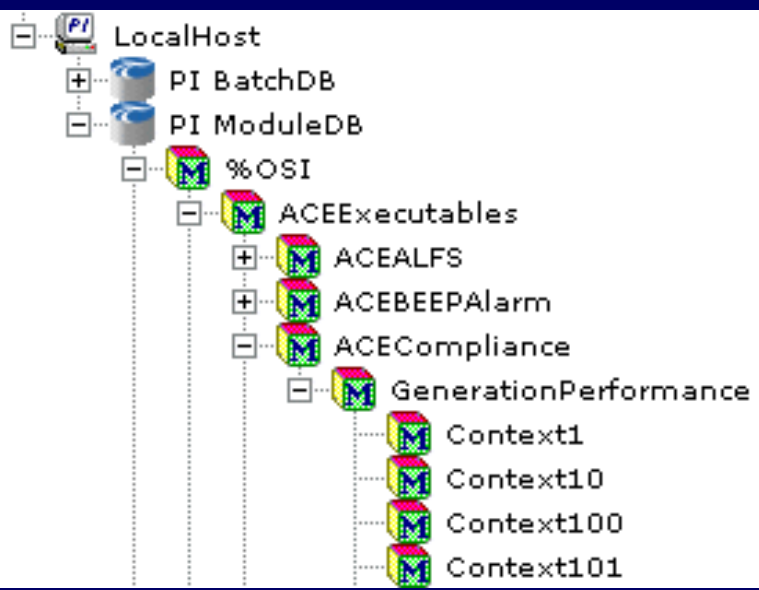 LocalHost
PI BatchDB
PI ModuleDB
%OSI
ACEExecutables
ACEALFS
ACEBEEPAlarm
ACECompliance
GenerationPerformance
Context1
Context10
Context100
Context101